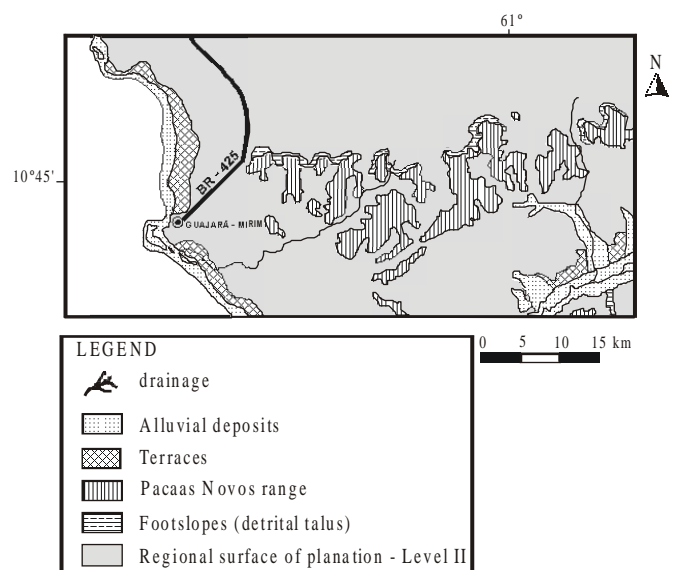 61°
N
10°45'
BR - 425
GUAJARÁ - MIRIM
LEGEND
drainage
Alluvial deposits
Terraces
Pacaas Novos range
Footslopes (detrital talus)
Regional surface of planation - Level II
0 5 10 15 km